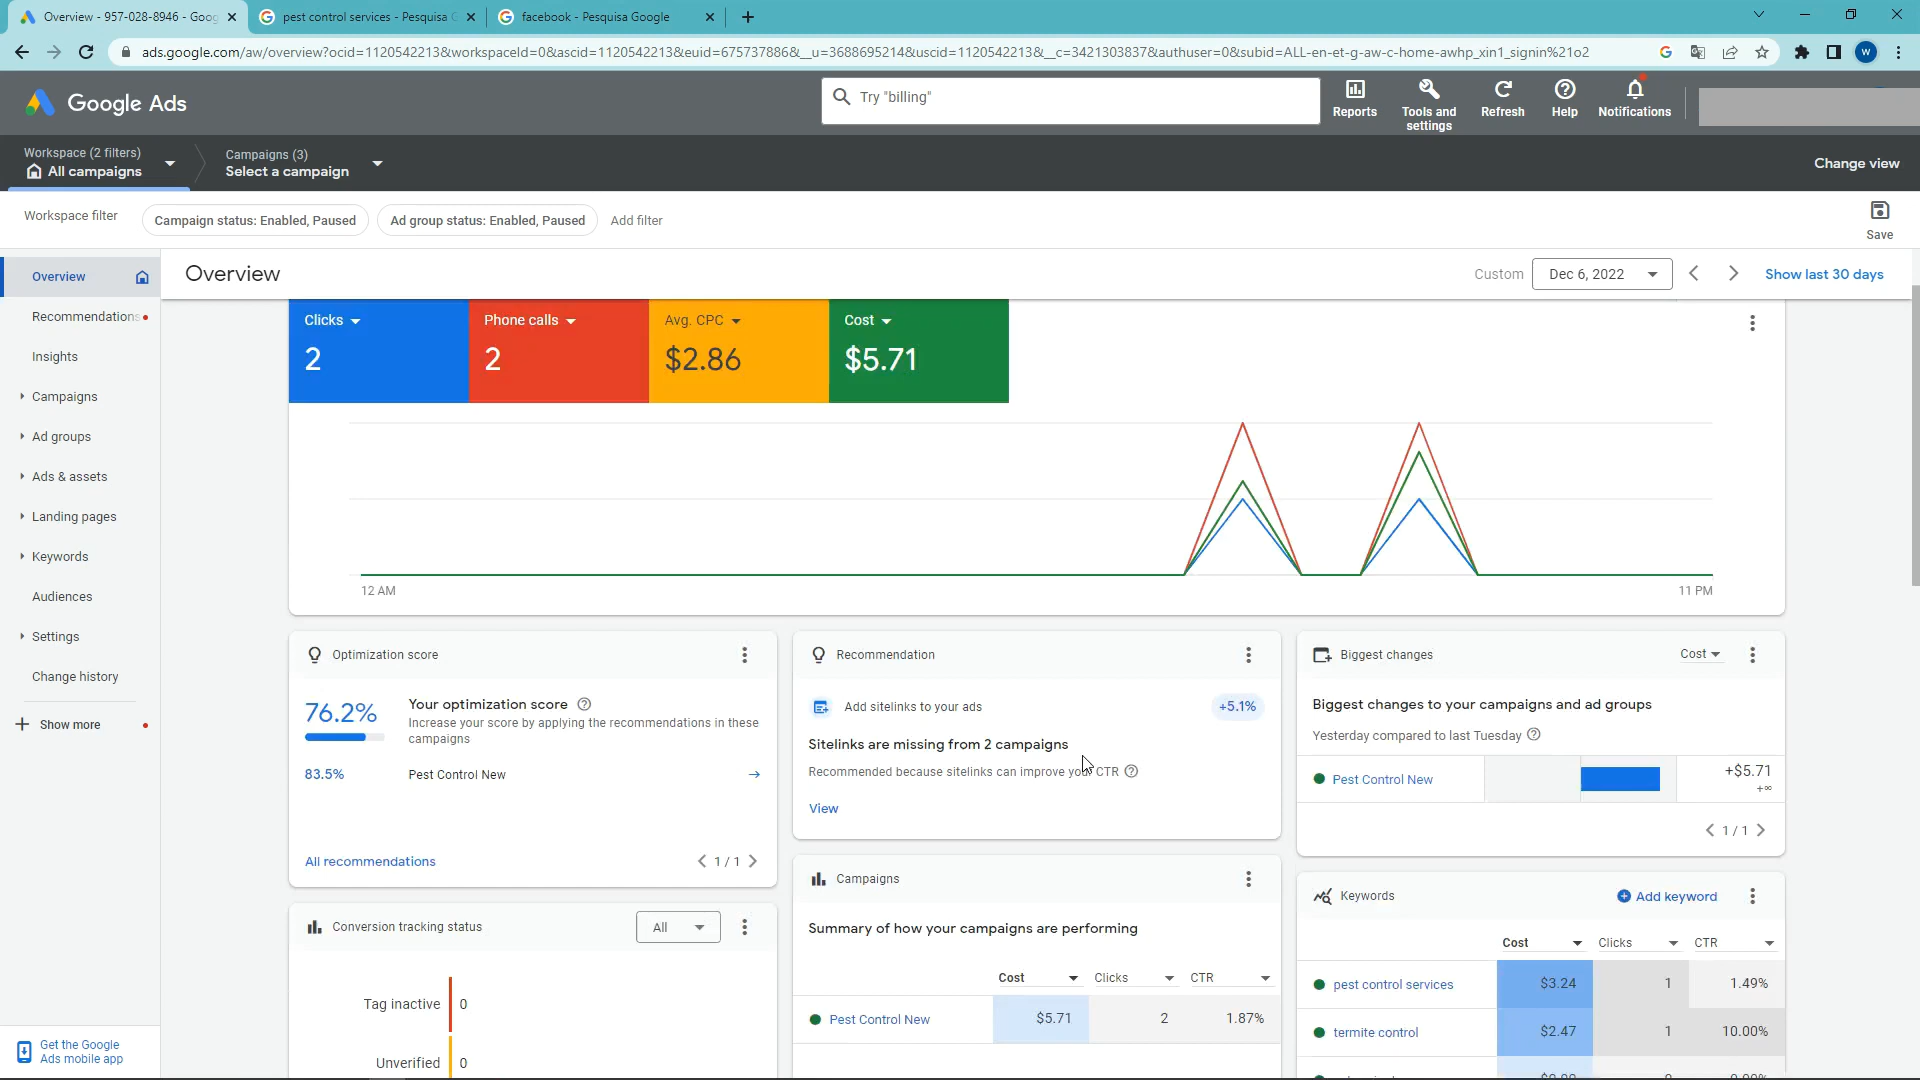 Overview - 957-028-8946 - Goog
pest control services - Pesquisa G
facebook - Pesquisa Google
ads.google.com/aw/overview?ocid=1120542213&workspaceId=0&ascid=1120542213&euid=675737886&__u=3688695214&uscid=1120542213&__c=3421303837&authuser=0&subid=ALL-en-et-g-aw-c-home-awhp_xin1_signin%21o2
W
Google Ads
Try "billing"
Reports
Tools and settings
Refresh
Help
Notifications
Workspace (2 filters)
All campaigns
Campaigns (3)
Select a campaign
Change view
Workspace filter
Campaign status: Enabled, Paused
Ad group status: Enabled, Paused
Add filter
Save
Overview
Recommendations
Insights
Campaigns
Ad groups
Ads & assets
Landing pages
Keywords
Audiences
Settings
Change history
Show more
Get the Google
Ads mobile app
Overview
Custom
Dec 6, 2022
Show last 30 days
Clicks
2
Phone calls
2
Avg. CPC
$2.86
Cost
$5.71
12 AM
11 PM
Optimization score
76.2%
Your optimization score
Increase your score by applying the recommendations in these
campaigns
83.5%
Pest Control New
All recommendations
1 / 1
Conversion tracking status
All
Tag inactive
0
Unverified
0
Recommendation
Add sitelinks to your ads
+5.1%
Sitelinks are missing from 2 campaigns
Recommended because sitelinks can improve your CTR
View
Campaigns
Summary of how your campaigns are performing
Cost
Clicks
CTR
Pest Control New
$5.71
2
1.87%
Biggest changes
Cost
Biggest changes to your campaigns and ad groups
Yesterday compared to last Tuesday
Pest Control New
+$5.71
+∞
1 / 1
Keywords
Add keyword
Cost
Clicks
CTR
pest control services
$3.24
1
1.49%
termite control
$2.47
1
10.00%